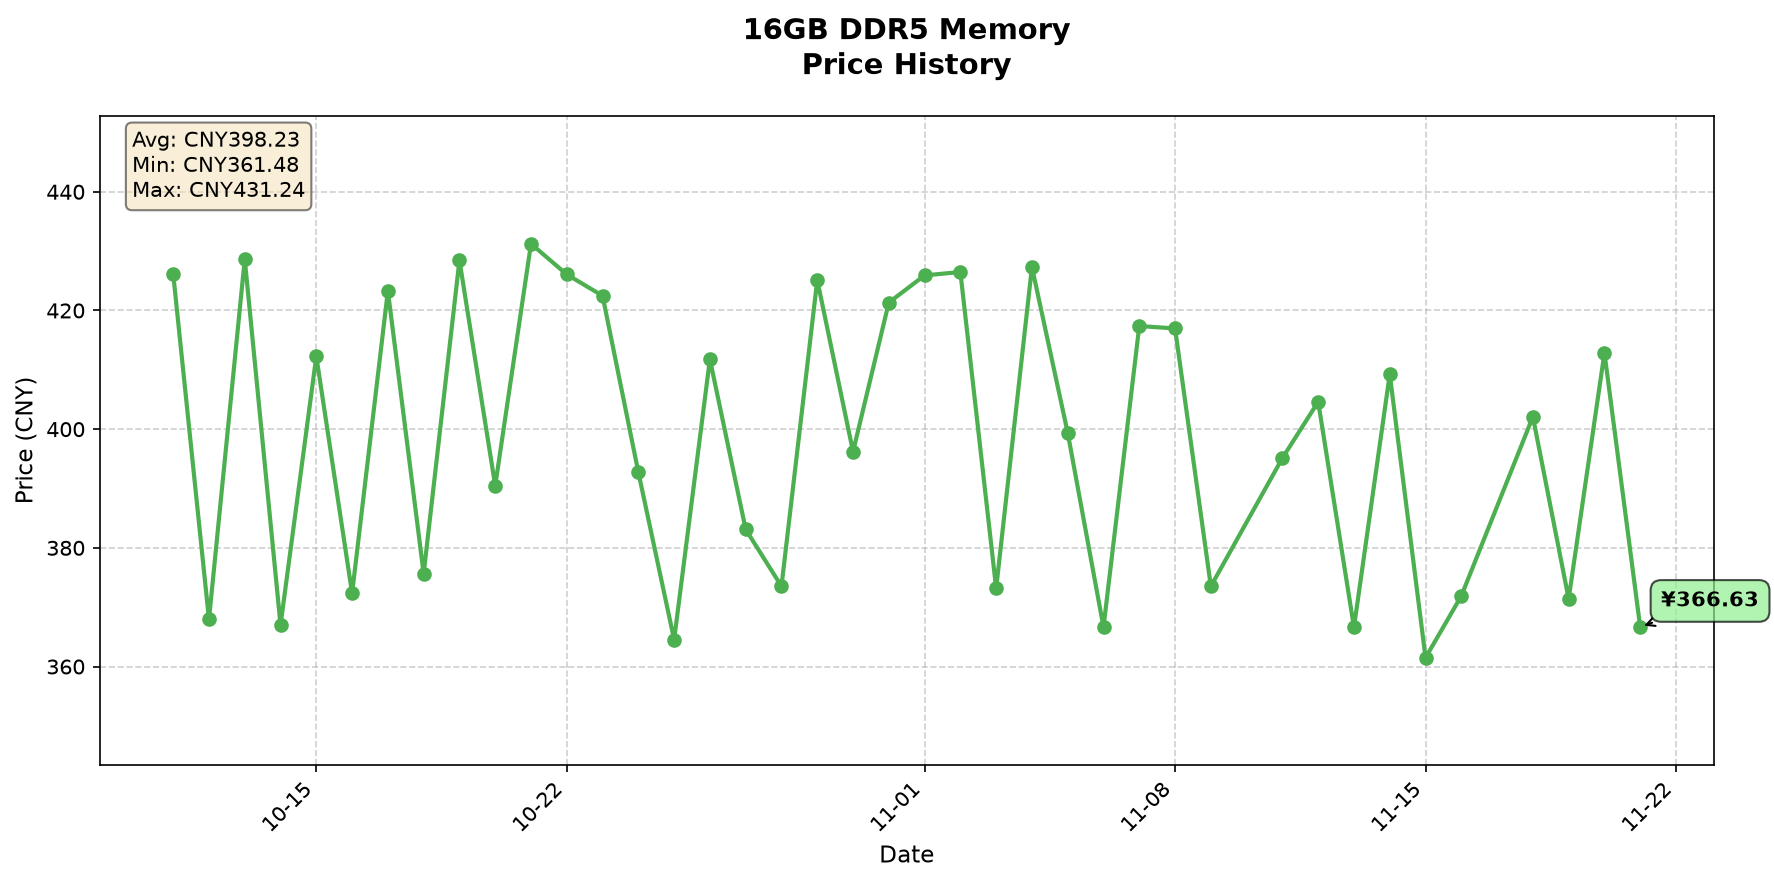 16GB DDR5 Memory
Price History
Avg: CNY398.23
Min: CNY361.48
Max: CNY431.24
440
420
400
380
360
Price (CNY)
¥366.63
10-15
10-22
11-01
11-08
11-15
11-22
Date